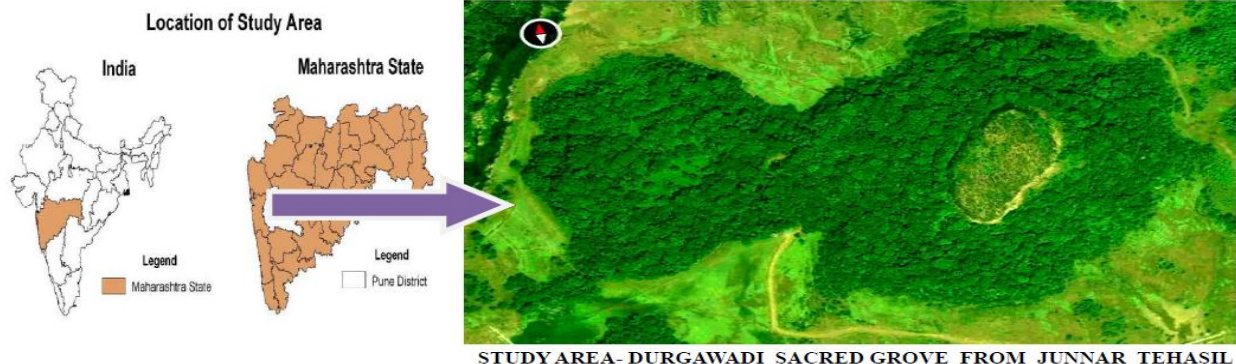 Location of Study Area
India
Maharashtra State
Legend
Maharashtra State
Legend
Pune District
STUDY AREA- DURGAWADI SACRED GROVE FROM JUNNAR TEHASIL